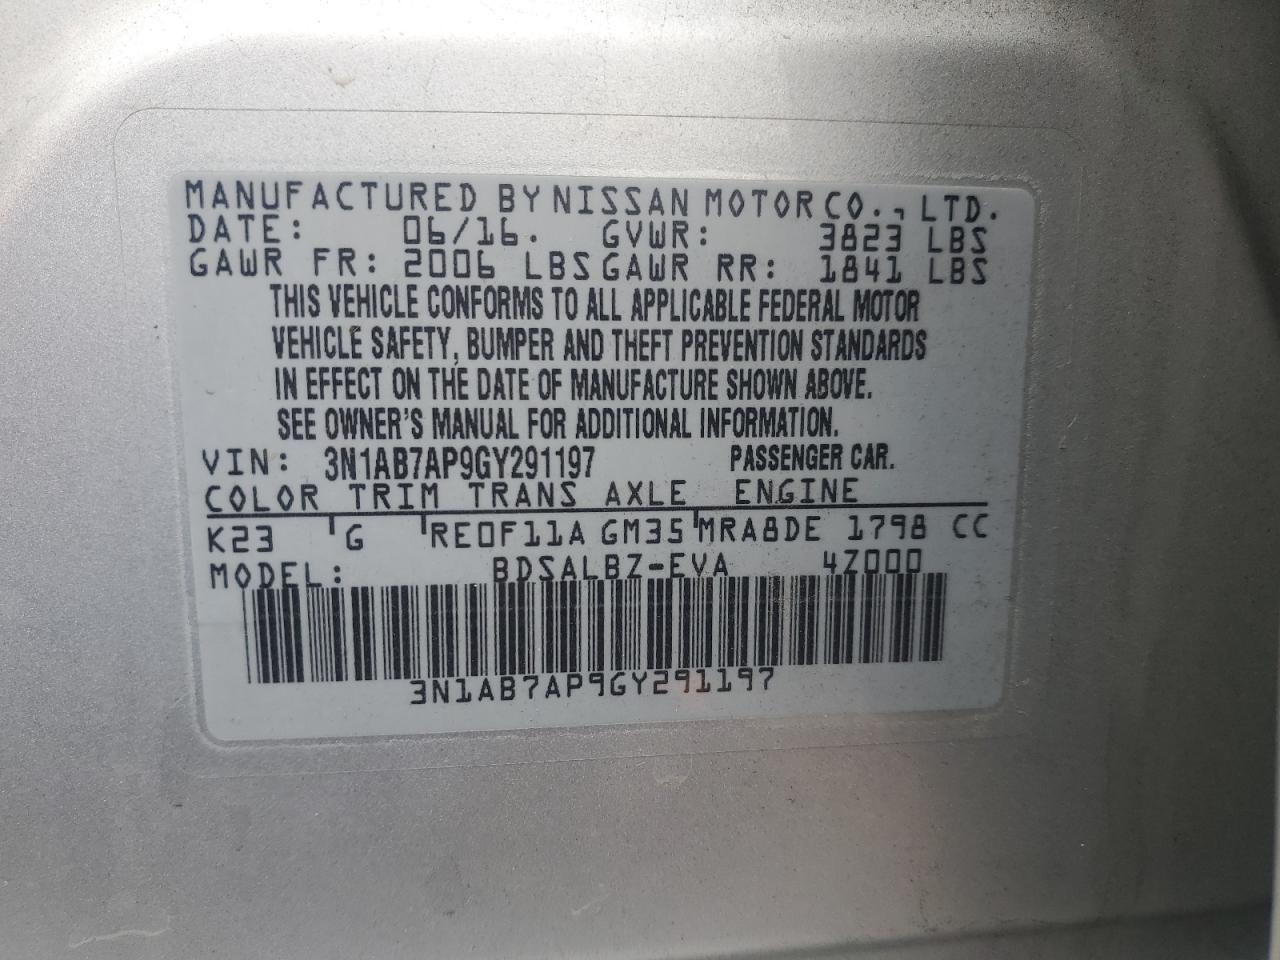 MANUFACTURED BY NISSAN MOTOR CO., LTD.
DATE: 06/16. GVWR: 3823 LBS
GAWR FR: 2006 LBS GAWR RR: 1841 LBS
THIS VEHICLE CONFORMS TO ALL APPLICABLE FEDERAL MOTOR
VEHICLE SAFETY, BUMPER AND THEFT PREVENTION STANDARDS
IN EFFECT ON THE DATE OF MANUFACTURE SHOWN ABOVE.
SEE OWNER'S MANUAL FOR ADDITIONAL INFORMATION.
VIN: 3N1AB7AP9GY291197 PASSENGER CAR.
COLOR TRIM TRANS AXLE ENGINE
K23 G RE0F11A GM35 MRA8DE 1798 CC
MODEL: BDSALBZ-EVA 4Z000
3N1AB7AP9GY291197